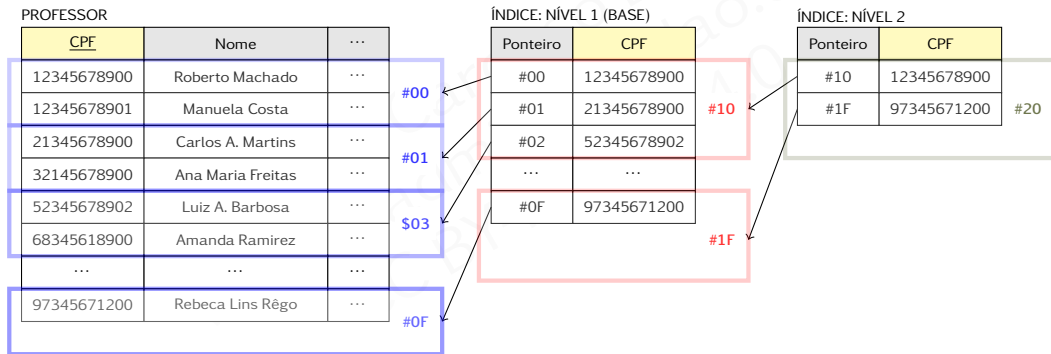 PROFESSOR
CPF Nome ...
12345678900 Roberto Machado ...
12345678901 Manuela Costa ...
#00
21345678900 Carlos A. Martins ...
32145678900 Ana Maria Freitas ...
#01
52345678902 Luiz A. Barbosa ...
68345618900 Amanda Ramirez ...
$03
... ... ...
97345671200 Rebeca Lins Rêgo ...
#0F
ÍNDICE: NÍVEL 1 (BASE)
Ponteiro CPF
#00 12345678900
#01 21345678900
#02 52345678902
#10
... ...
#0F 97345671200
#1F
ÍNDICE: NÍVEL 2
Ponteiro CPF
#10 12345678900
#1F 97345671200
#20